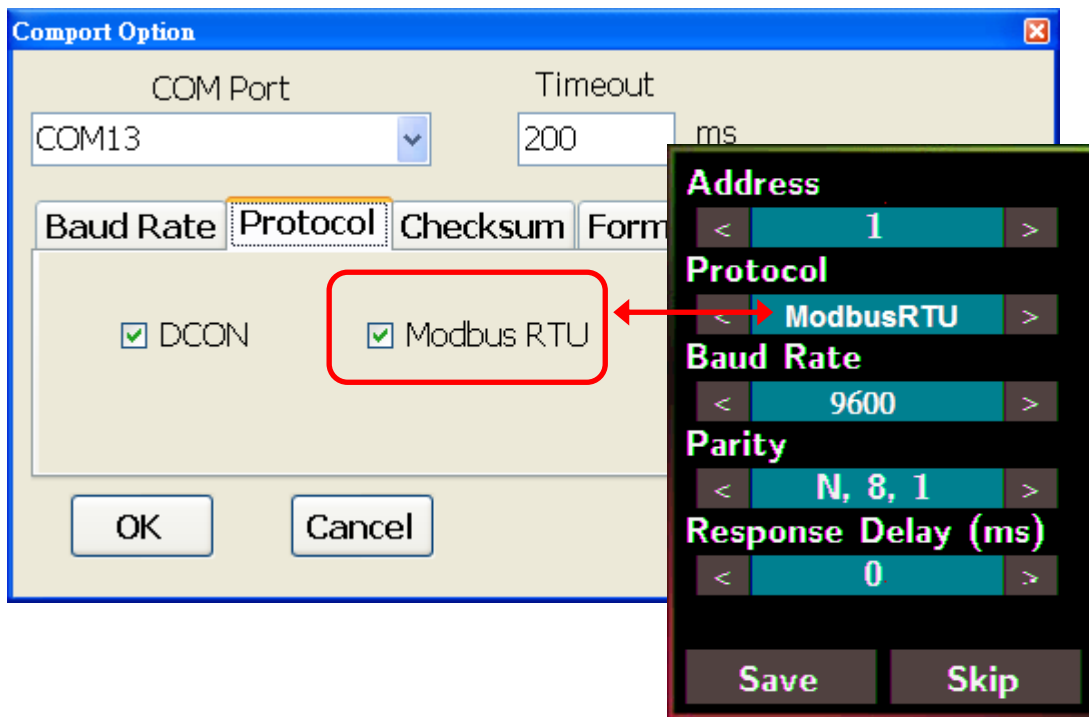 Comport Option
COM Port
Timeout
COM13
200
ms
Baud Rate
Protocol
Checksum
Form
DCON
Modbus RTU
OK
Cancel
Address
< 1 >
Protocol
< ModbusRTU >
Baud Rate
< 9600 >
Parity
< N, 8, 1 >
Response Delay (ms)
< 0 >
Save
Skip